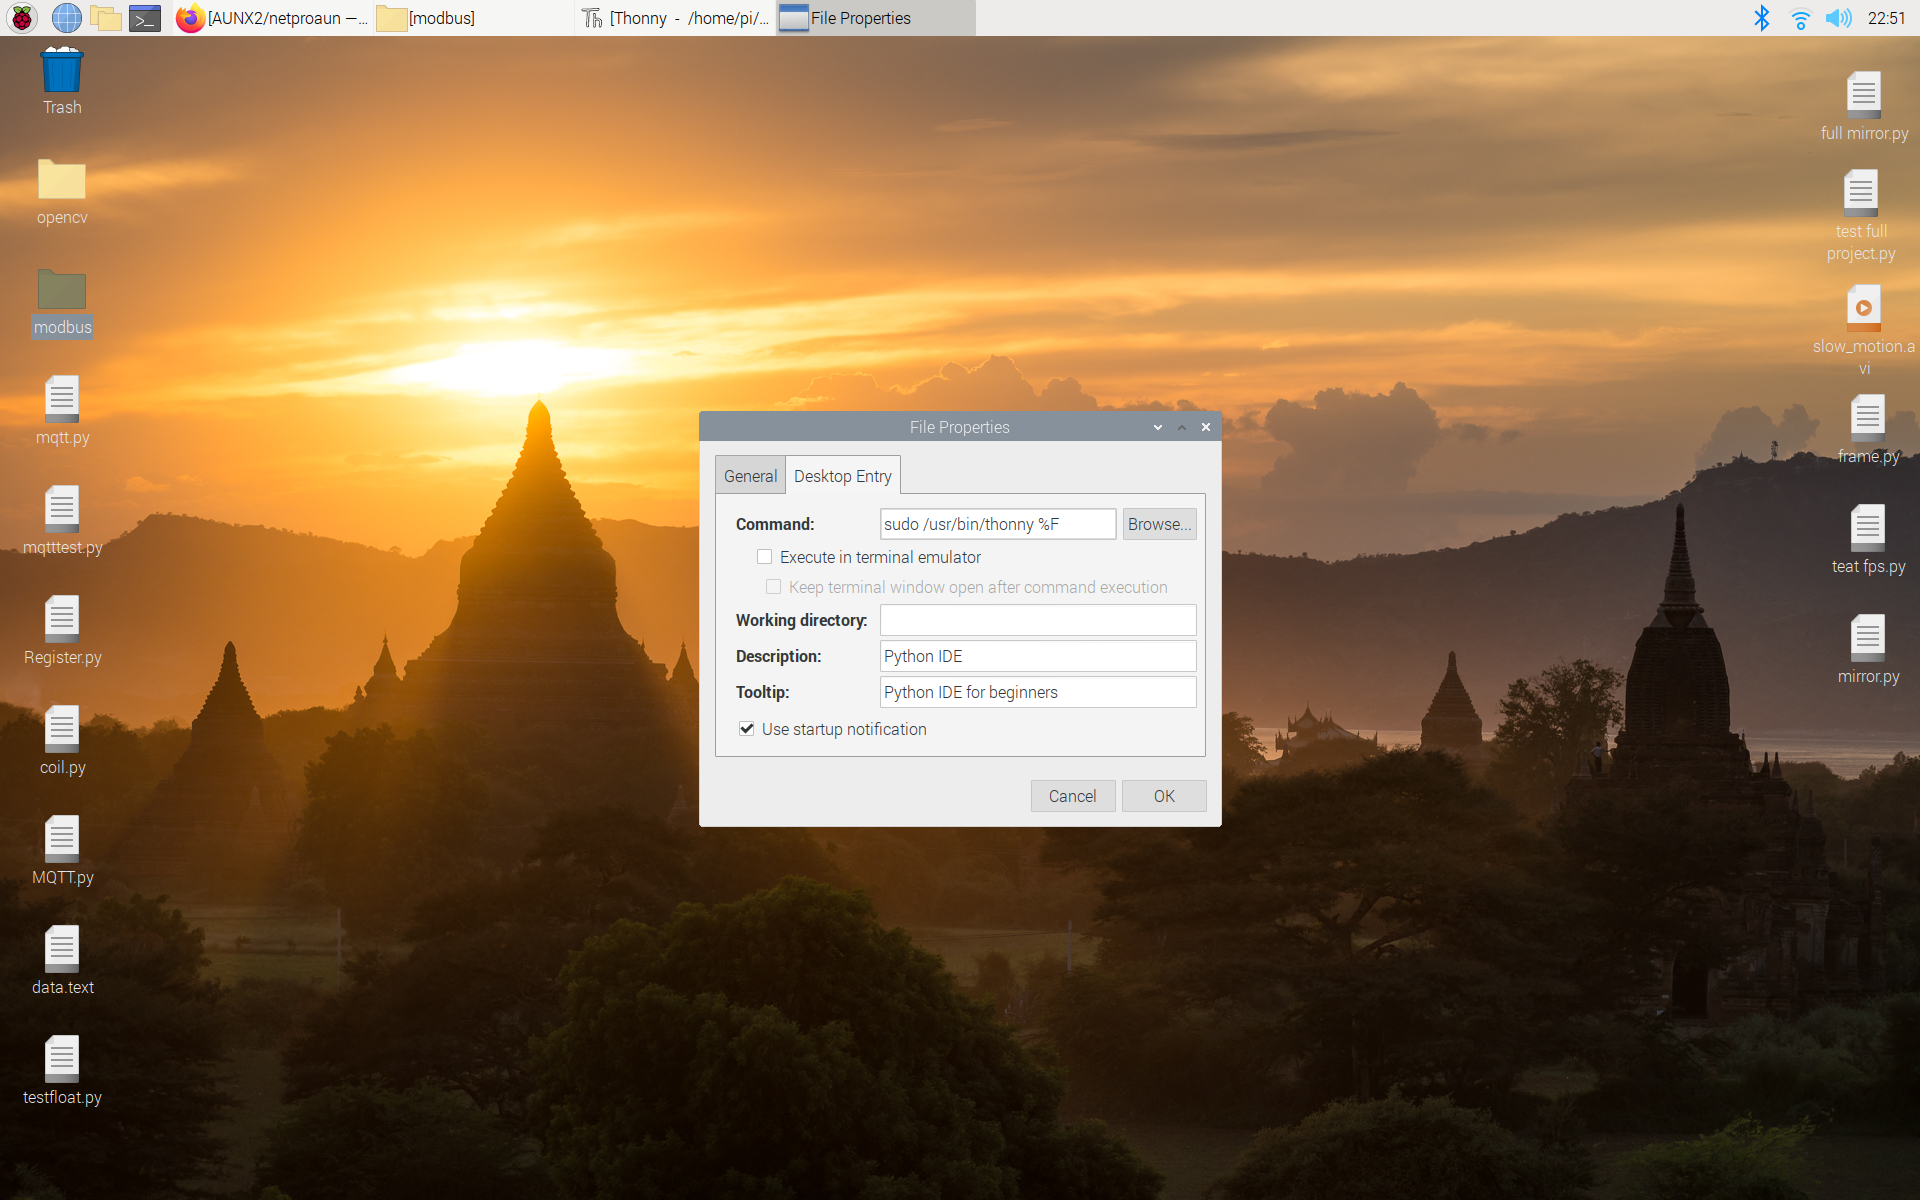 [AUNX2/netproaun —...
[modbus]
[Thonny  -  /home/pi/...
File Properties
22:51
Trash
opencv
modbus
mqtt.py
mqtttest.py
Register.py
coil.py
MQTT.py
data.text
testfloat.py
File Properties
General
Desktop Entry
Command:
sudo /usr/bin/thonny %F
Browse...
Execute in terminal emulator
Keep terminal window open after command execution
Working directory:
Description:
Python IDE
Tooltip:
Python IDE for beginners
Use startup notification
Cancel
OK
full mirror.py
test full
project.py
slow_motion.a
vi
frame.py
teat fps.py
mirror.py